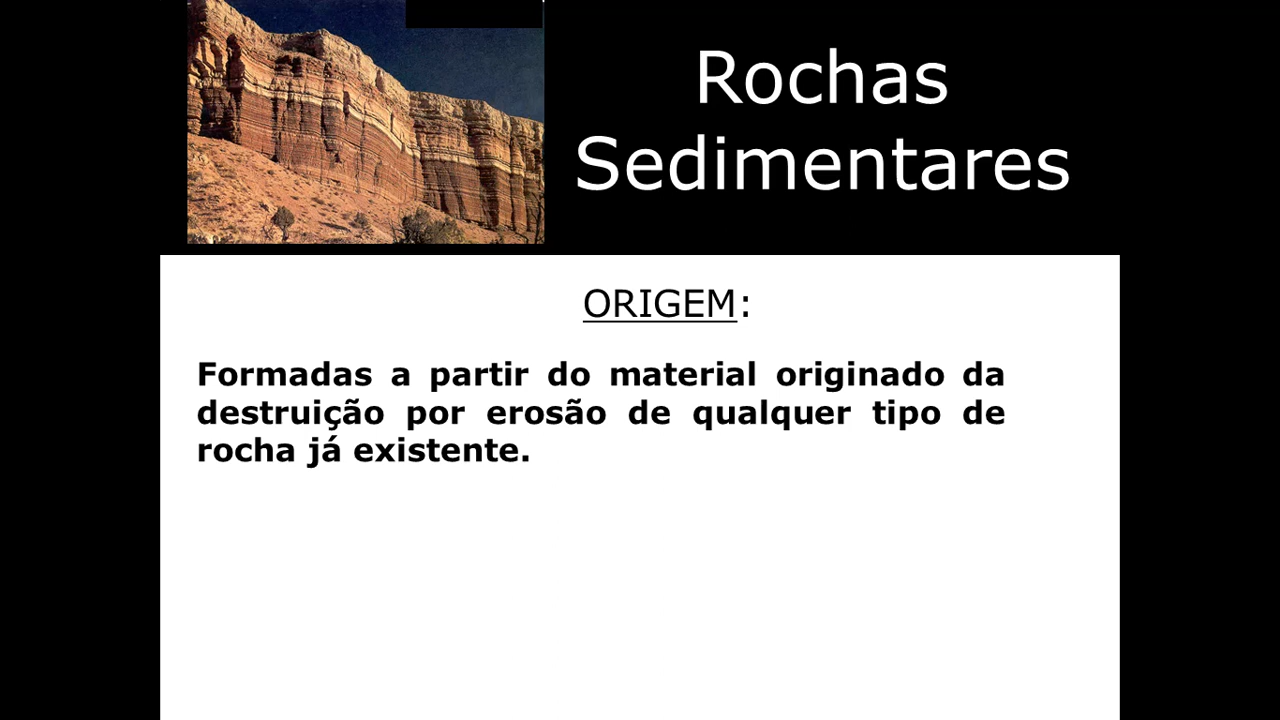 Rochas
Sedimentares
ORIGEM:
Formadas a partir do material originado da
destruição por erosão de qualquer tipo de
rocha já existente.